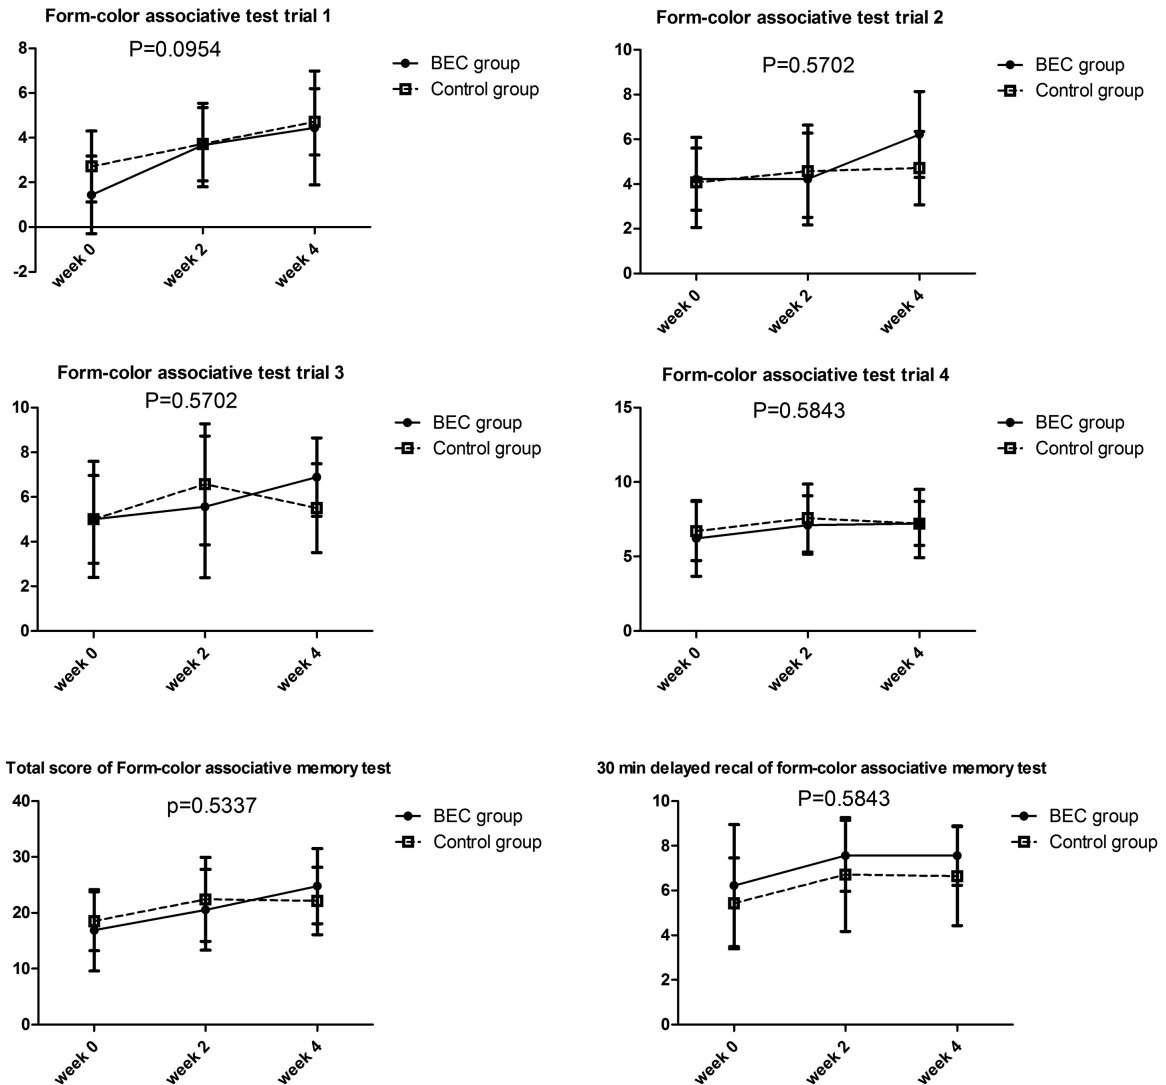 Form-color associative test trial 1
P=0.0954
BEC group
Control group
8
6
4
2
0
-2
week 0
week 2
week 4
Form-color associative test trial 2
P=0.5702
BEC group
Control group
10
8
6
4
2
0
week 0
week 2
week 4
Form-color associative test trial 3
P=0.5702
BEC group
Control group
10
8
6
4
2
0
week 0
week 2
week 4
Form-color associative test trial 4
P=0.5843
BEC group
Control group
15
10
5
0
week 0
week 2
week 4
Total score of Form-color associative memory test
p=0.5337
BEC group
Control group
40
30
20
10
0
week 0
week 2
week 4
30 min delayed recal of form-color associative memory test
P=0.5843
BEC group
Control group
10
8
6
4
2
0
week 0
week 2
week 4